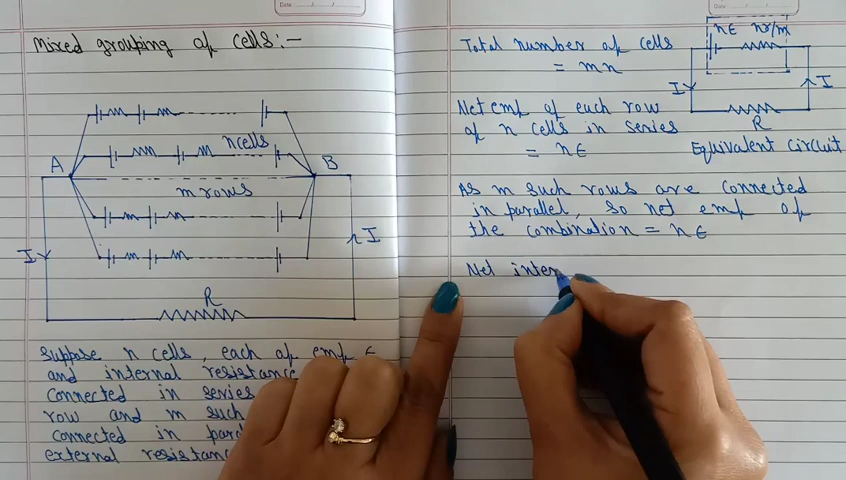 Date
Mixed grouping of cells:-
n cells
A
B
m rows
I
I
R
Suppose n cells, each of emf ε
and internal resistance
connected in series
row and m such
connected in par
external resistance
Date
Total number of cells
= mn
nε nr/m
I
I
R
Equivalent Circuit
Net emf of each row
of n cells in series
= nε
As m such rows are connected
in parallel, so net emf of
the combination = nε
Net inter